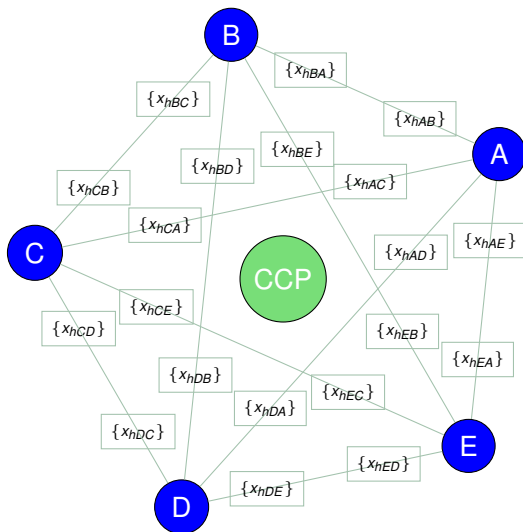 B
{x_hBA}
{x_hBC}
{x_hAB}
{x_hBE}
A
{x_hBD}
{x_hAC}
{x_hCB}
{x_hCA}
{x_hAE}
C
{x_hAD}
CCP
{x_hCE}
{x_hCD}
{x_hEB}
{x_hEA}
{x_hDB}
{x_hEC}
{x_hDA}
{x_hDC}
E
{x_hED}
{x_hDE}
D